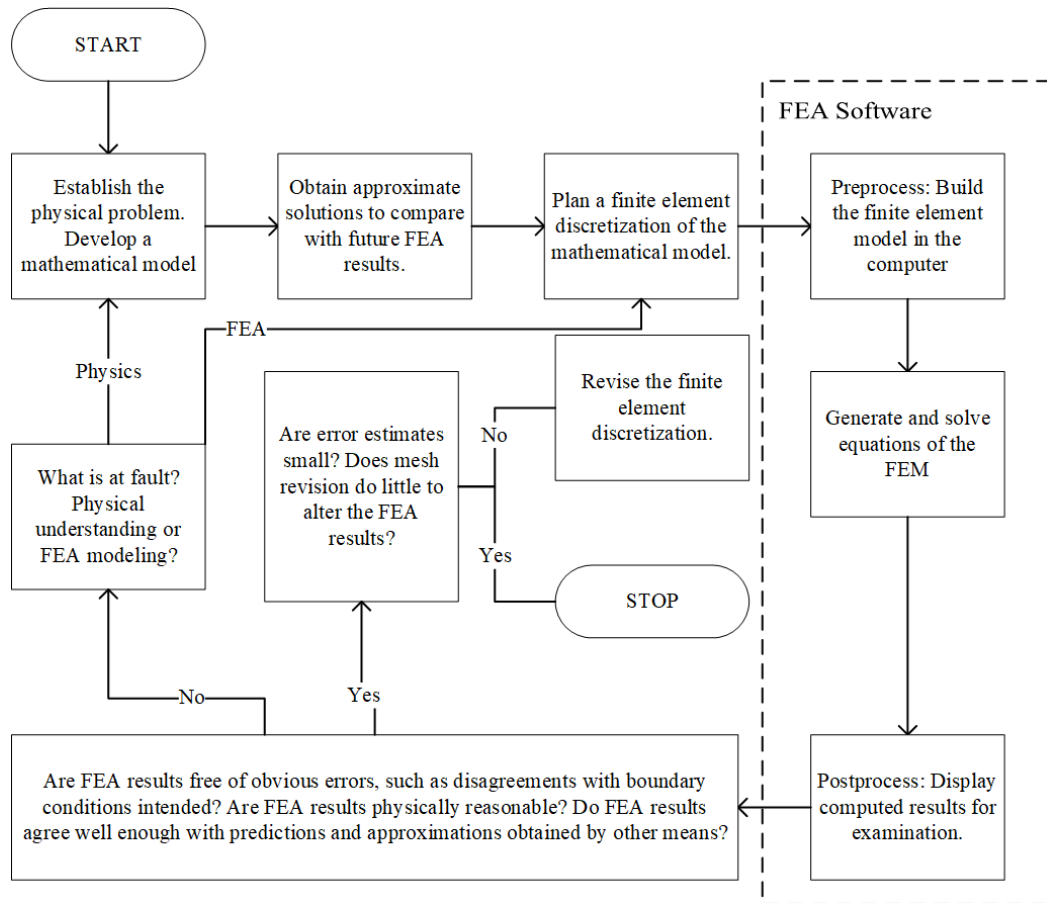 START
FEA Software
Establish the
physical problem.
Develop a
mathematical model
Obtain approximate
solutions to compare
with future FEA
results.
Plan a finite element
discretization of the
mathematical model.
Preprocess: Build
the finite element
model in the
computer
FEA
Physics
Revise the finite
element
discretization.
Are error estimates
small? Does mesh
revision do little to
alter the FEA
results?
No
Generate and solve
equations of the
FEM
What is at fault?
Physical
understanding or
FEA modeling?
Yes
STOP
No
Yes
Are FEA results free of obvious errors, such as disagreements with boundary
conditions intended? Are FEA results physically reasonable? Do FEA results
agree well enough with predictions and approximations obtained by other means?
Postprocess: Display
computed results for
examination.